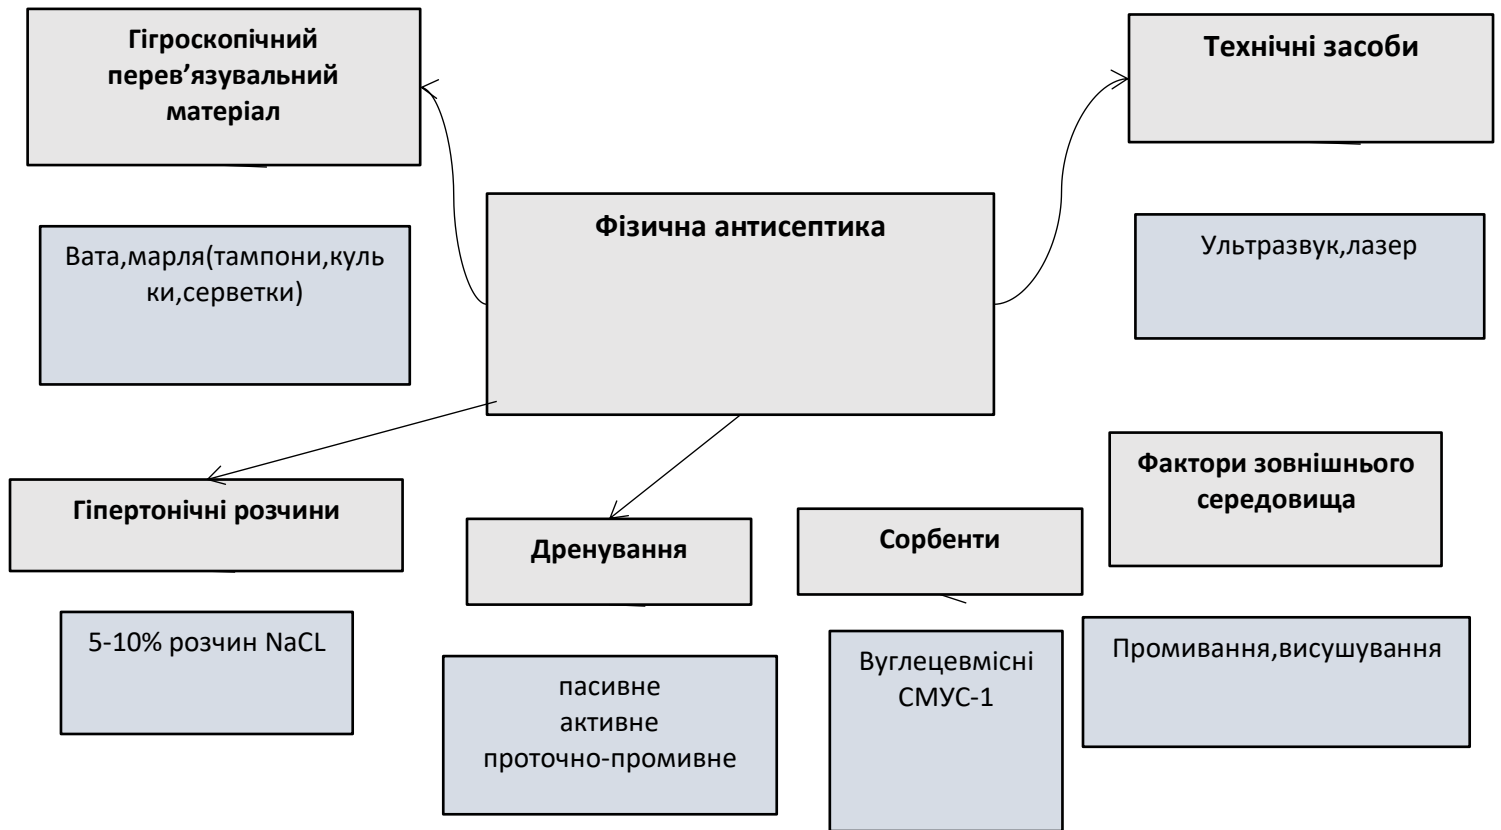 Гігроскопічний
перев’язувальний
матеріал
Технічні засоби
Фізична антисептика
Вата,марля(тампони,куль
ки,серветки)
Ультразвук,лазер
Гіпертонічні розчини
Дренування
Сорбенти
Фактори зовнішнього
середовища
5-10% розчин NaCL
пасивне
активне
проточно-промивне
Вуглецевмісні
СМУС-1
Промивання,висушування